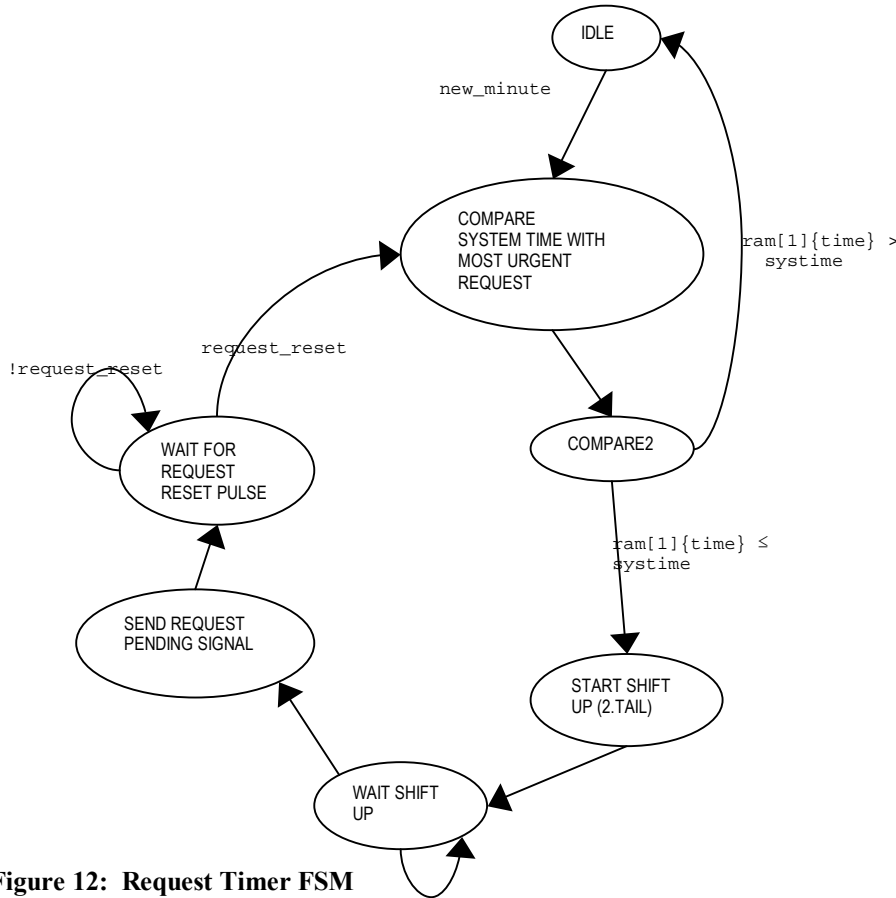 IDLE
new_minute
COMPARE
SYSTEM TIME WITH
MOST URGENT
REQUEST
ram[1]{time} >
systime
request_reset
!request_reset
COMPARE2
WAIT FOR
REQUEST
RESET PULSE
ram[1]{time} ≤
systime
SEND REQUEST
PENDING SIGNAL
START SHIFT
UP (2.TAIL)
WAIT SHIFT
UP
igure 12: Request Timer FSM